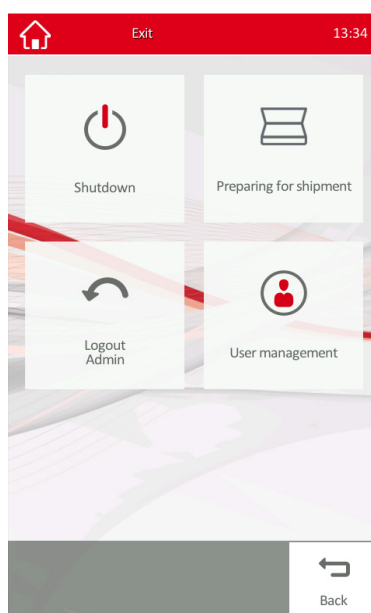 Exit
13:34
Shutdown
Preparing for shipment
Logout
Admin
User management
Back